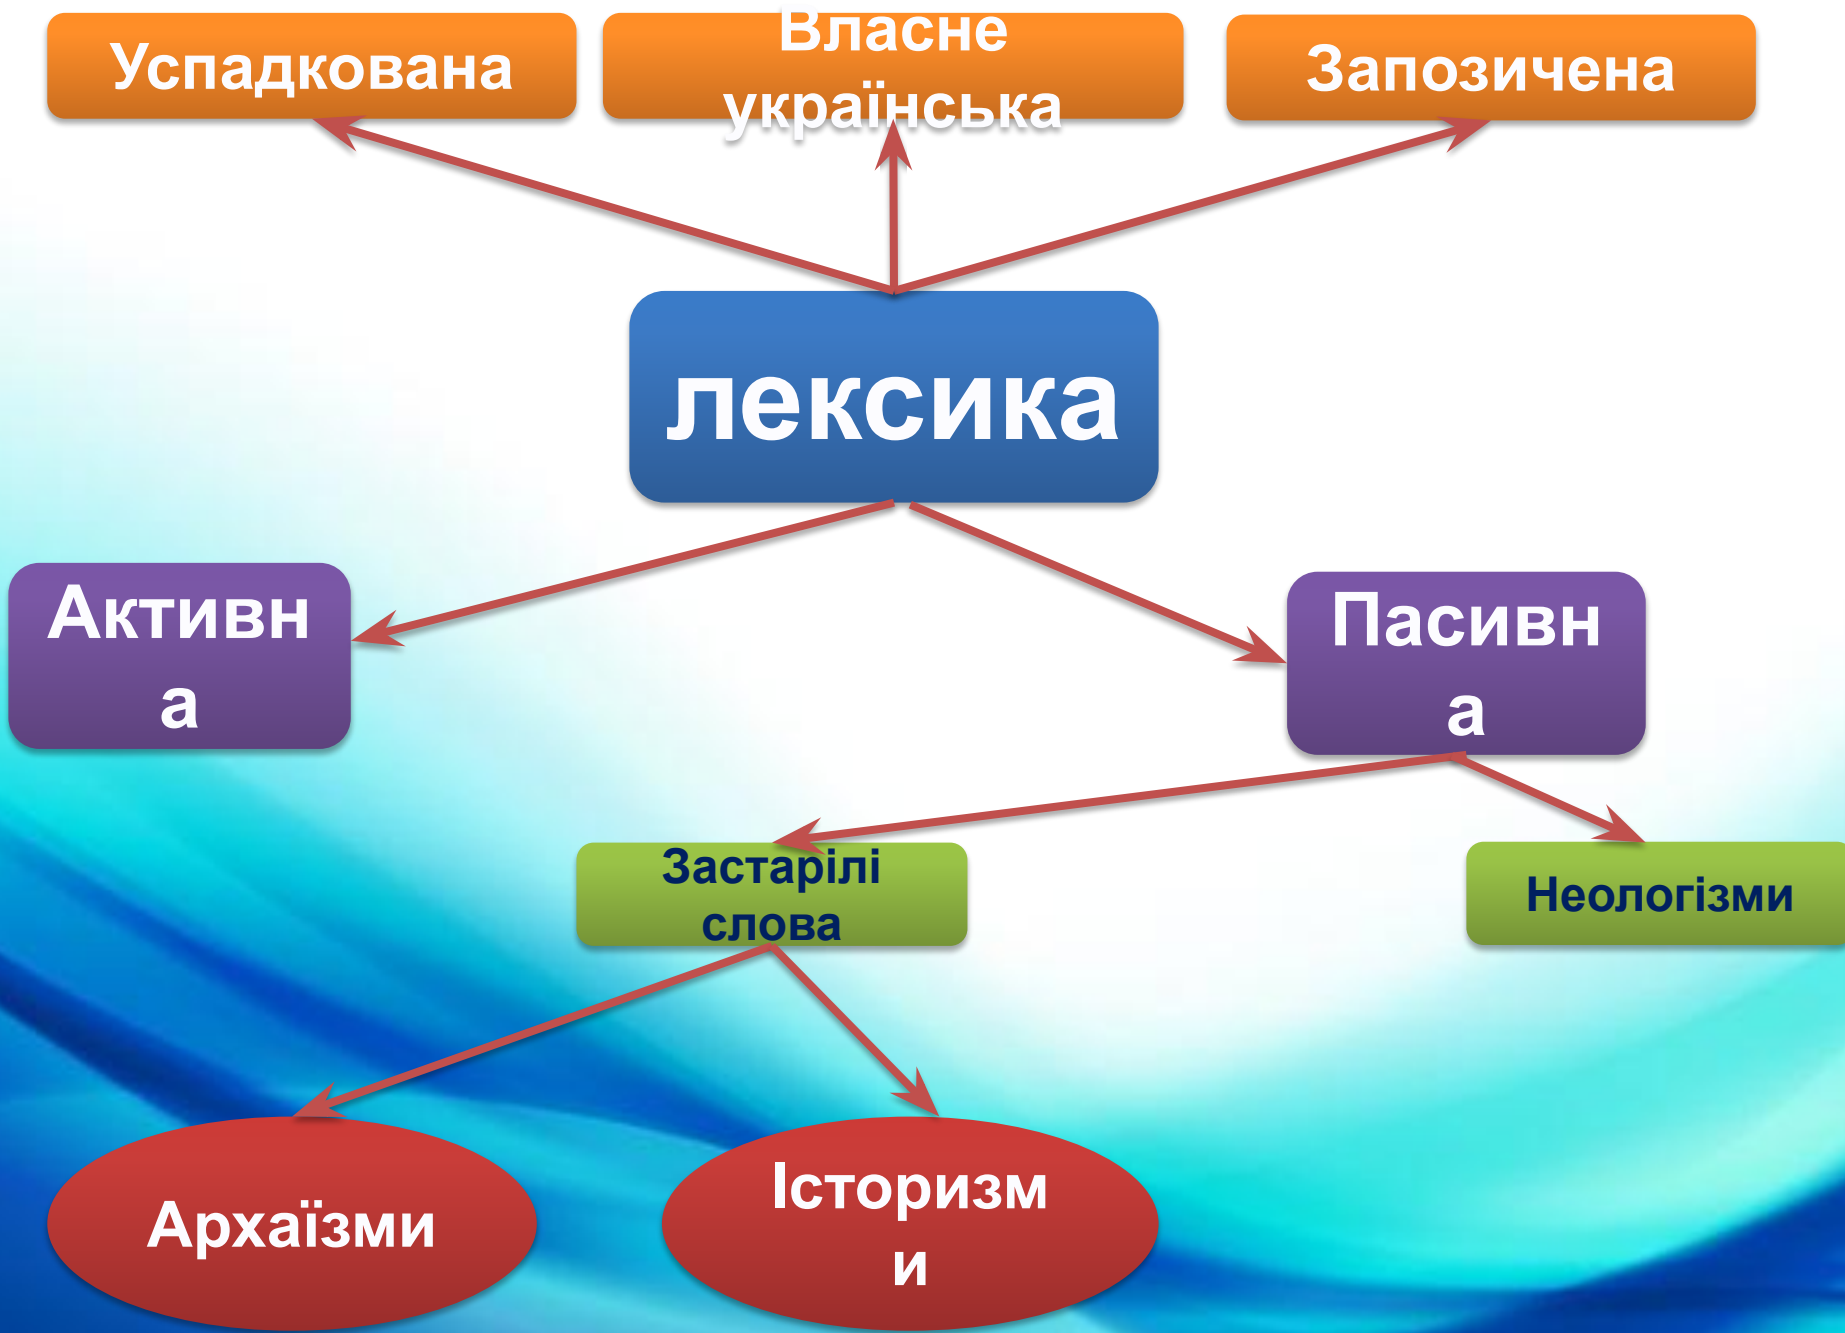 Успадкована
Власне
українська
Запозичена
лексика
Активн
а
Пасивн
а
Застарілі
слова
Неологізми
Архаїзми
Історизм
и